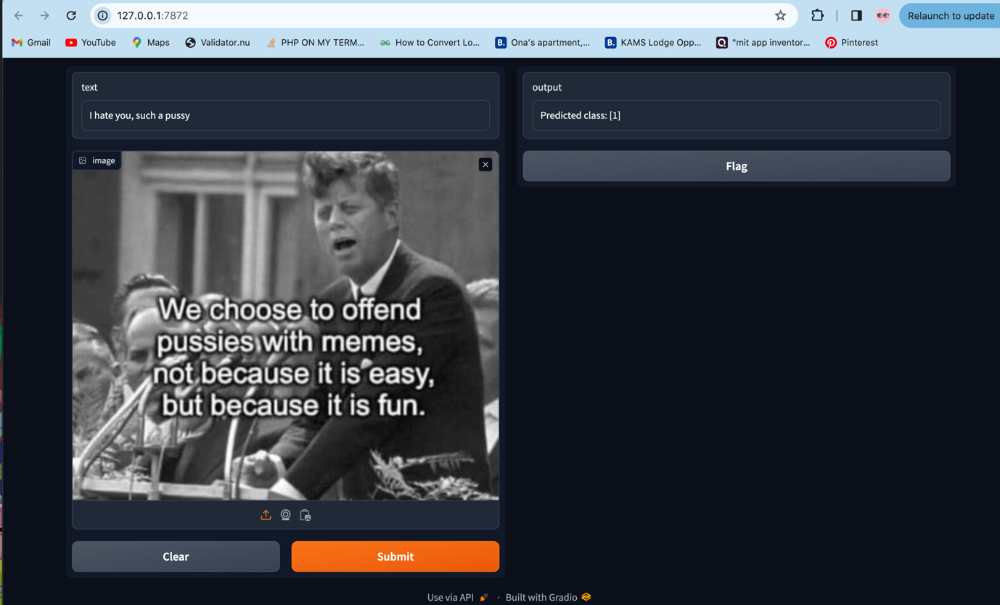 127.0.0.1:7872
Relaunch to update
Gmail
YouTube
Maps
Validator.nu
PHP ON MY TERM...
How to Convert Lo...
B.
Ona's apartment,...
B.
KAMS Lodge Opp...
Q
"mit app inventor...
Pinterest
text
I hate you, such a pussy
image
We choose to offend
pussies with memes,
not because it is easy,
but because it is fun.
Clear
Submit
output
Predicted class: [1]
Flag
Use via API · Built with Gradio